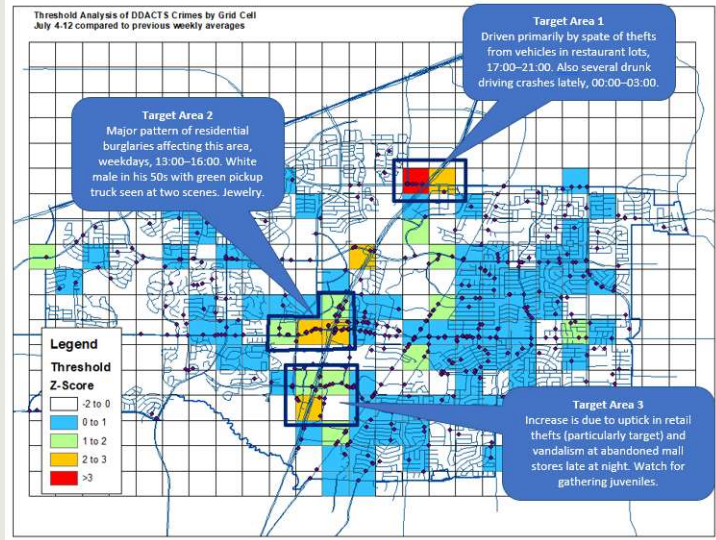 Threshold Analysis of DDACTS Crimes by Grid Cell
July 4-12 compared to previous weekly averages
Target Area 1
Driven primarily by spate of thefts
from vehicles in restaurant lots,
17:00–21:00. Also several drunk
driving crashes lately, 00:00–03:00.
Target Area 2
Major pattern of residential
burglaries affecting this area,
weekdays, 13:00–16:00. White
male in his 50s with green pickup
truck seen at two scenes. Jewelry.
Legend
Threshold
Z-Score
-2 to 0
0 to 1
1 to 2
2 to 3
>3
Target Area 3
Increase is due to uptick in retail
thefts (particularly target) and
vandalism at abandoned mall
stores late at night. Watch for
gathering juveniles.